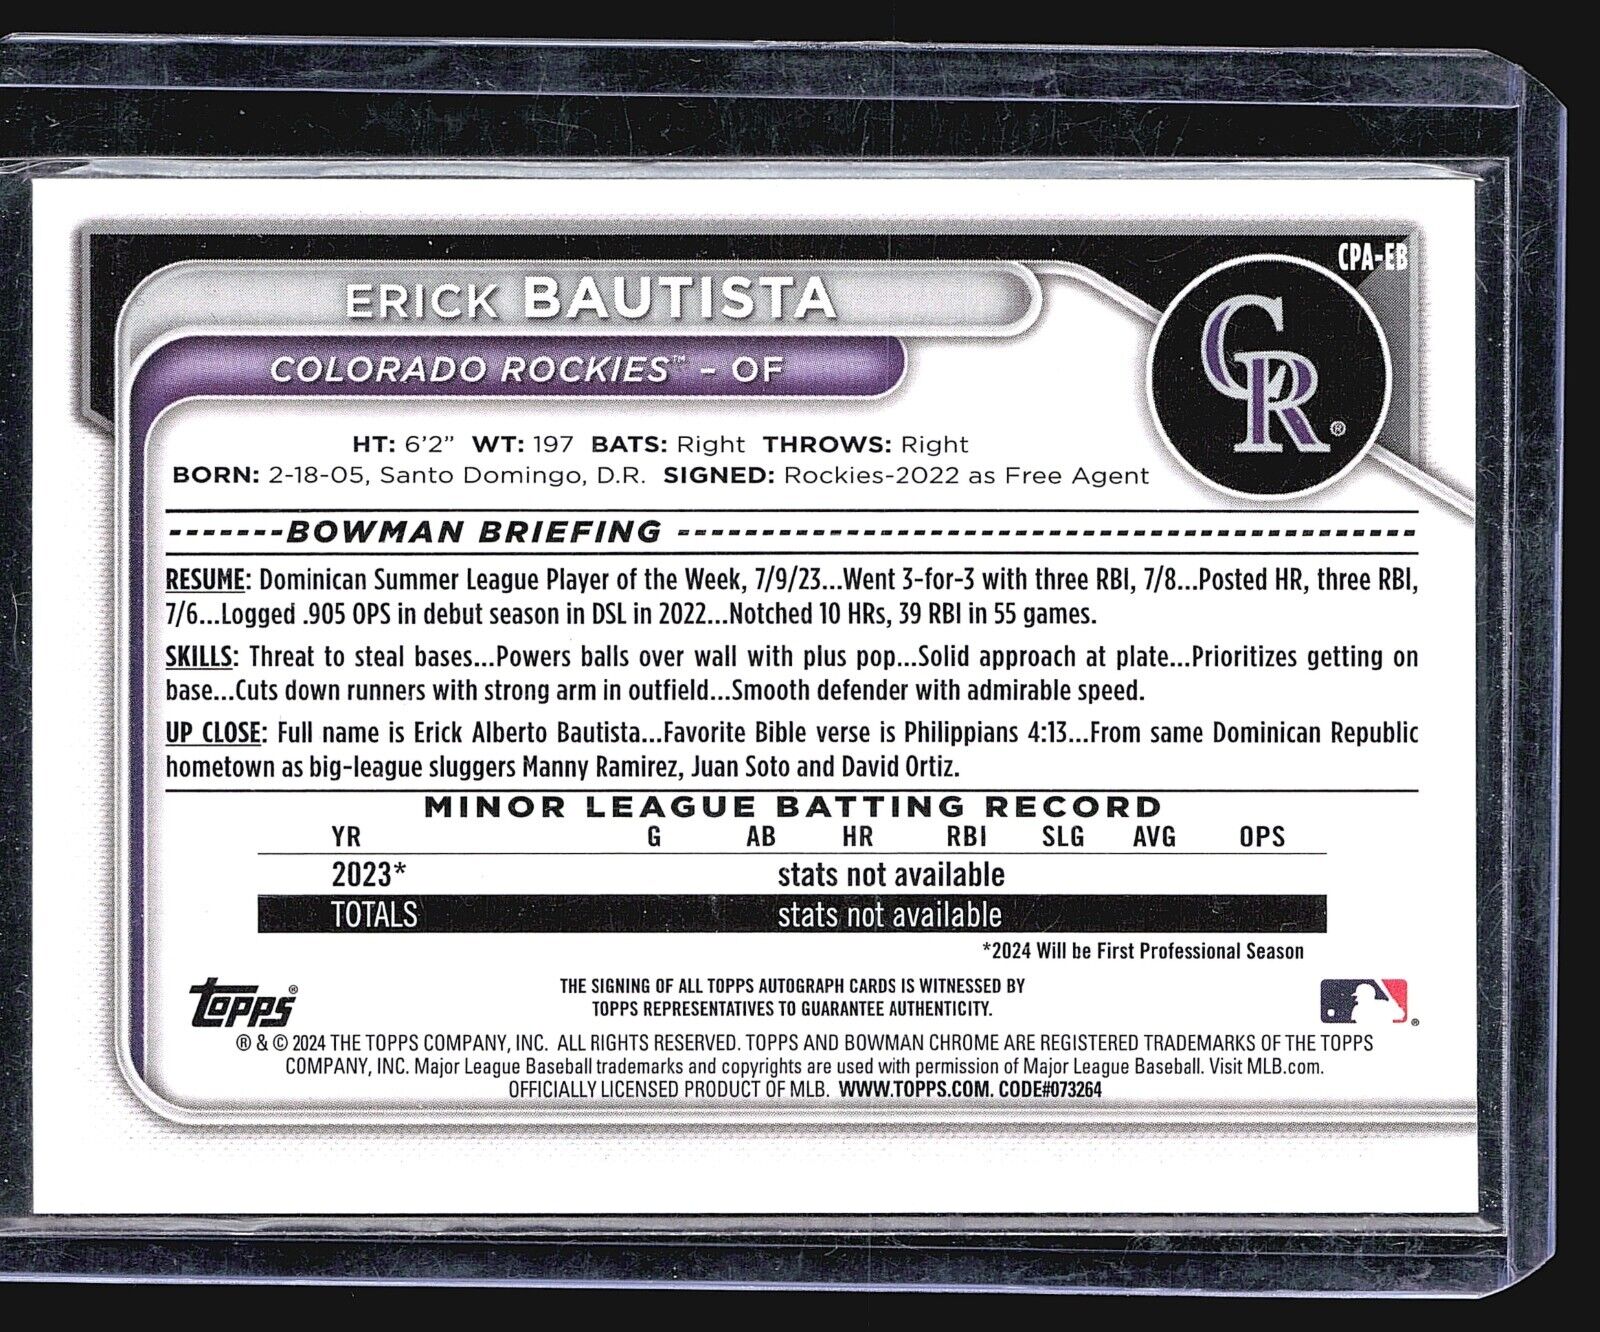 CPA-EB
ERICK BAUTISTA
COLORADO ROCKIES™ - OF
CR®
HT: 6'2" WT: 197 BATS: Right THROWS: Right
BORN: 2-18-05, Santo Domingo, D.R. SIGNED: Rockies-2022 as Free Agent
-------BOWMAN BRIEFING
RESUME: Dominican Summer League Player of the Week, 7/9/23...Went 3-for-3 with three RBI, 7/8...Posted HR, three RBI,
7/6...Logged .905 OPS in debut season in DSL in 2022...Notched 10 HRs, 39 RBI in 55 games.
SKILLS: Threat to steal bases...Powers balls over wall with plus pop...Solid approach at plate...Prioritizes getting on
base...Cuts down runners with strong arm in outfield...Smooth defender with admirable speed.
UP CLOSE: Full name is Erick Alberto Bautista...Favorite Bible verse is Philippians 4:13...From same Dominican Republic
hometown as big-league sluggers Manny Ramirez, Juan Soto and David Ortiz.
MINOR LEAGUE BATTING RECORD
YR G AB HR RBI SLG AVG OPS
2023* stats not available
TOTALS stats not available
*2024 Will be First Professional Season
topps®
THE SIGNING OF ALL TOPPS AUTOGRAPH CARDS IS WITNESSED BY
TOPPS REPRESENTATIVES TO GUARANTEE AUTHENTICITY.
®
® & © 2024 THE TOPPS COMPANY, INC. ALL RIGHTS RESERVED. TOPPS AND BOWMAN CHROME ARE REGISTERED TRADEMARKS OF THE TOPPS
COMPANY, INC. Major League Baseball trademarks and copyrights are used with permission of Major League Baseball. Visit MLB.com.
OFFICIALLY LICENSED PRODUCT OF MLB. WWW.TOPPS.COM. CODE#073264